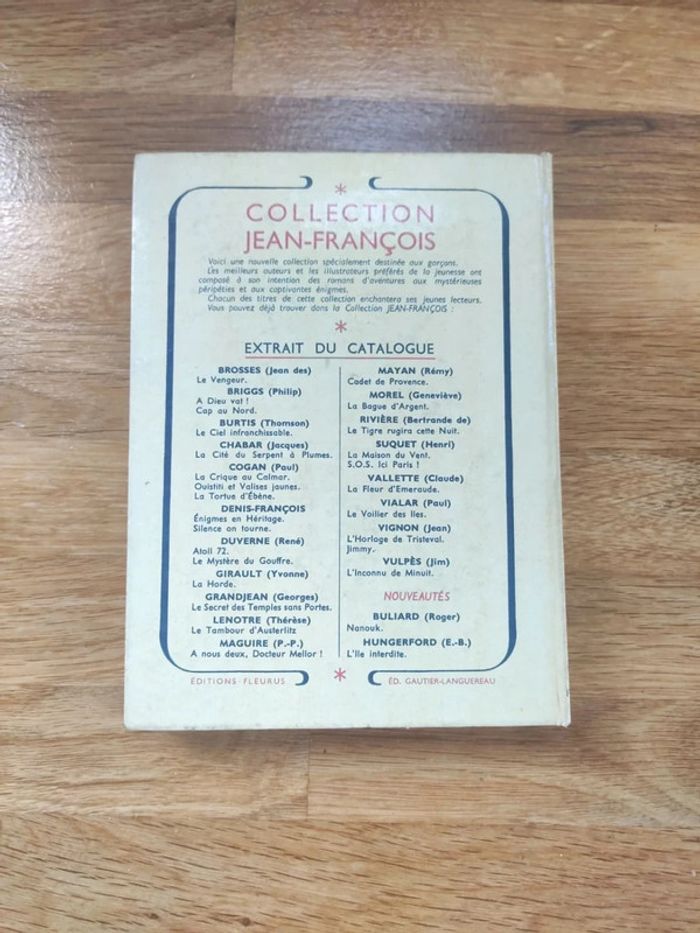 COLLECTION
JEAN-FRANÇOIS
Voici une nouvelle collection spécialement destinée aux garçons.
Les meilleurs auteurs et les illustrateurs préférés de la jeunesse ont
composé à son intention des romans d'aventures aux mystérieuses
péripéties et aux captivantes énigmes.
Chacun des titres de cette collection enchantera ses jeunes lecteurs.
Vous pouvez déjà trouver dans la Collection JEAN-FRANÇOIS :
EXTRAIT DU CATALOGUE
BROSSES (Jean des)
Le Vengeur.
BRIGGS (Philip)
A Dieu vat !
Cap au Nord.
BURTIS (Thomson)
Le Ciel infranchissable.
CHABAR (Jacques)
La Cité du Serpent à Plumes.
COGAN (Paul)
La Crique au Calmar.
Ouistiti et Valises jaunes.
La Tortue d'Ébène.
DENIS-FRANÇOIS
Énigmes en Héritage.
Silence on tourne.
DUVERNE (René)
Atoll 72.
Le Mystère du Gouffre.
GIRAULT (Yvonne)
La Horde.
GRANDJEAN (Georges)
Le Secret des Temples sans Portes.
LENOTRE (Thérèse)
Le Tambour d'Austerlitz
MAGUIRE (P.-P.)
A nous deux, Docteur Mellor !
MAYAN (Rémy)
Cadet de Provence.
MOREL (Geneviève)
La Bague d'Argent.
RIVIÈRE (Bertrande de)
Le Tigre rugira cette Nuit.
SUQUET (Henri)
La Maison du Vent.
S.O.S. Ici Paris !
VALLETTE (Claude)
La Fleur d'Emeraude.
VIALAR (Paul)
Le Voilier des Iles.
VIGNON (Jean)
L'Horloge de Tristeval.
Jimmy.
VULPÈS (Jim)
L'Inconnu de Minuit.
NOUVEAUTÉS
BULIARD (Roger)
Nanouk.
HUNGERFORD (E.-B.)
L'Ile interdite.
ÉDITIONS FLEURUS
ÉD. GAUTIER-LANGUEREAU